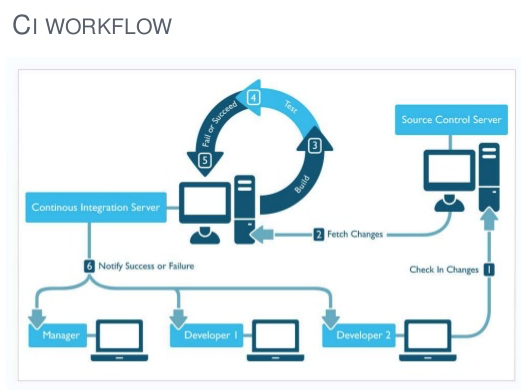 CI WORKFLOW
Source Control Server
4
Test
Fail or Succeed
3
5
Build
Continous Integration Server
2 Fetch Changes
6 Notify Success or Failure
Check In Changes 1
Manager
Developer 1
Developer 2